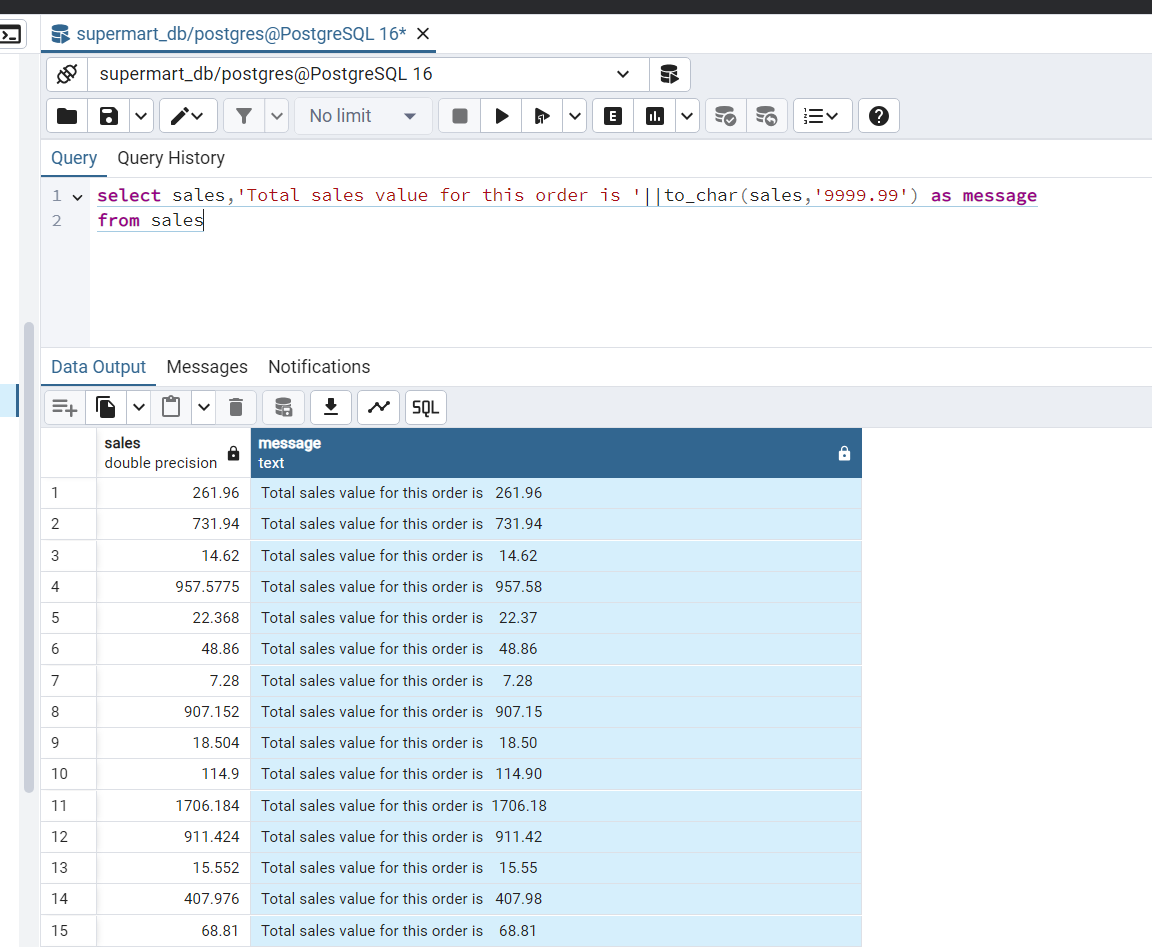 supermart_db/postgres@PostgreSQL 16*
supermart_db/postgres@PostgreSQL 16
No limit
E
Query Query History
1 select sales,'Total sales value for this order is '||to_char(sales,'9999.99') as message
2 from sales
Data Output Messages Notifications
SQL
sales message
double precision text
1 261.96 Total sales value for this order is 261.96
2 731.94 Total sales value for this order is 731.94
3 14.62 Total sales value for this order is 14.62
4 957.5775 Total sales value for this order is 957.58
5 22.368 Total sales value for this order is 22.37
6 48.86 Total sales value for this order is 48.86
7 7.28 Total sales value for this order is 7.28
8 907.152 Total sales value for this order is 907.15
9 18.504 Total sales value for this order is 18.50
10 114.9 Total sales value for this order is 114.90
11 1706.184 Total sales value for this order is 1706.18
12 911.424 Total sales value for this order is 911.42
13 15.552 Total sales value for this order is 15.55
14 407.976 Total sales value for this order is 407.98
15 68.81 Total sales value for this order is 68.81